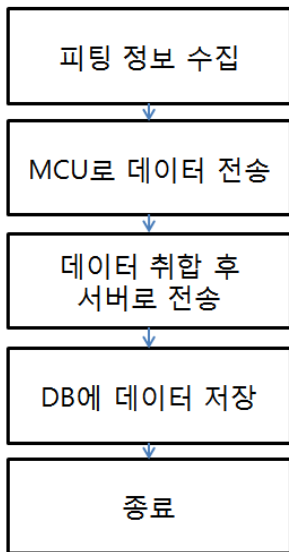 피팅 정보 수집
MCU로 데이터 전송
데이터 취합 후
서버로 전송
DB에 데이터 저장
종료